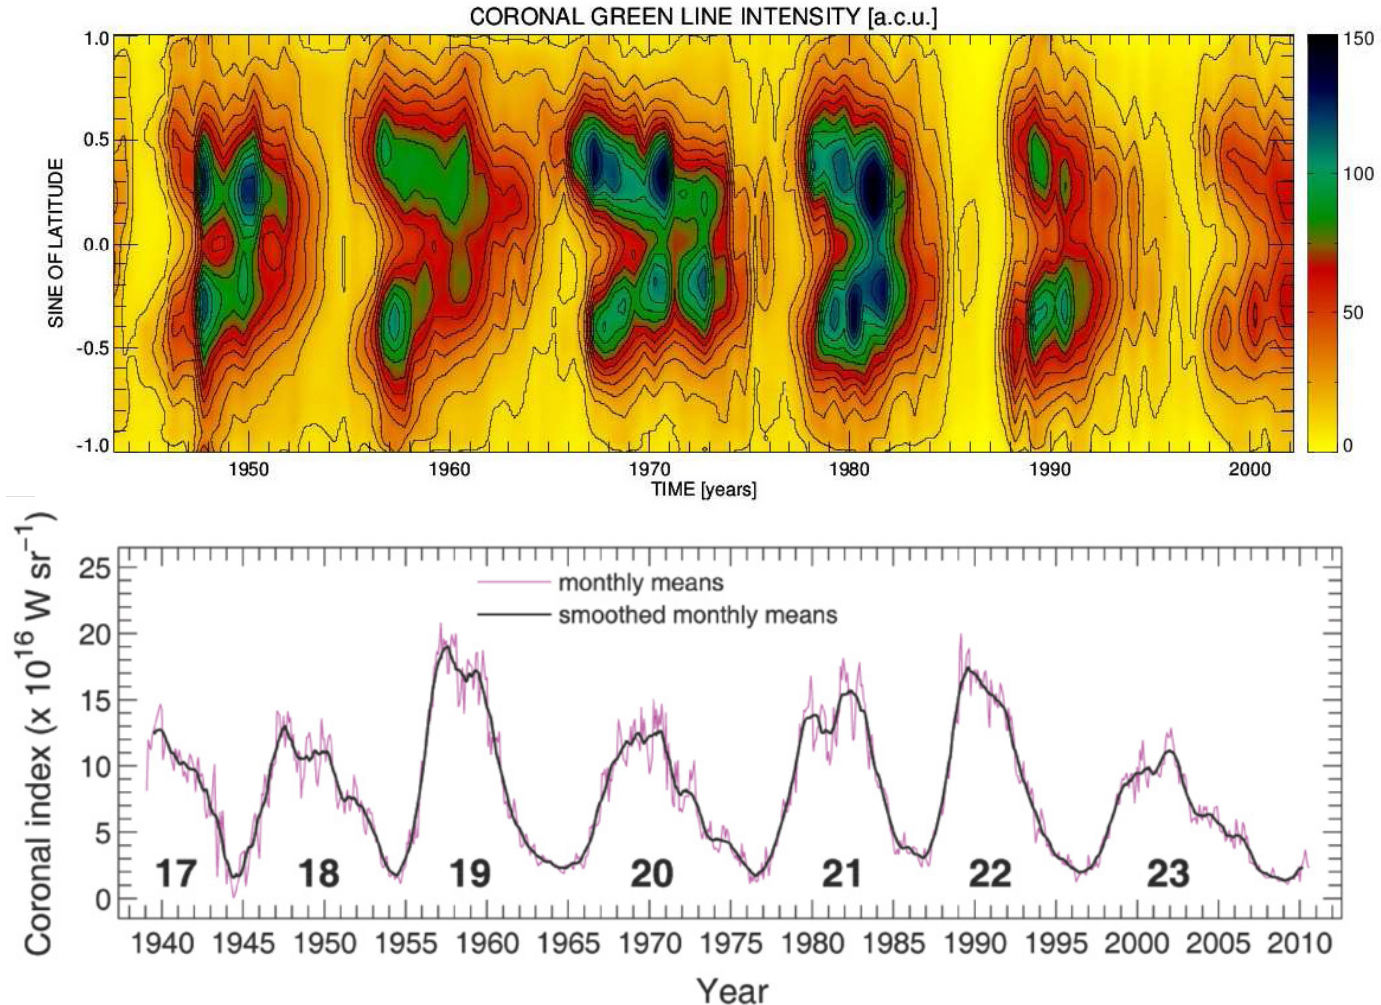 CORONAL GREEN LINE INTENSITY [a.c.u.]
1.0
0.5
0.0
-0.5
-1.0
SINE OF LATITUDE
1950 1960 1970 1980 1990 2000
TIME [years]
150
100
50
0
Coronal index (x 10¹⁶ W sr⁻¹)
25
20
15
10
5
0
monthly means
smoothed monthly means
17 18 19 20 21 22 23
1940 1945 1950 1955 1960 1965 1970 1975 1980 1985 1990 1995 2000 2005 2010
Year